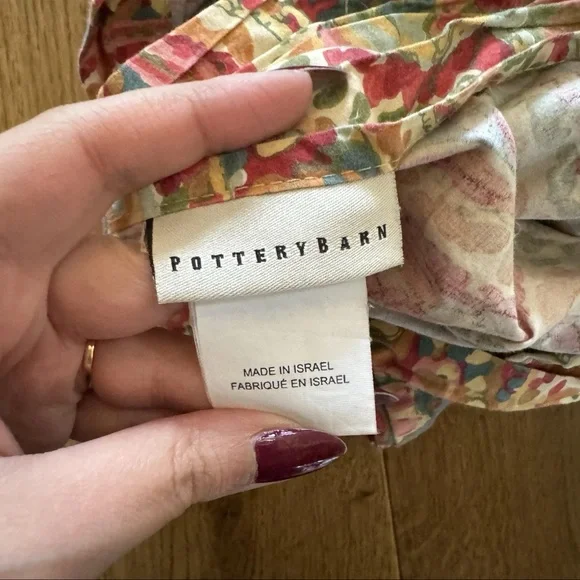 POTTERYBARN
MADE IN ISRAEL
FABRIQUÉ EN ISRAEL